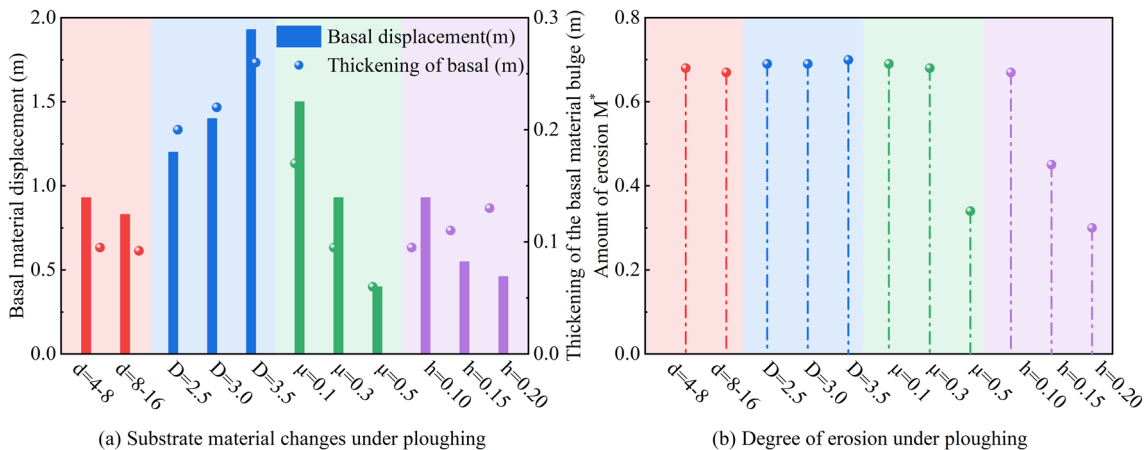 Basal material displacement (m)
2.0
1.5
1.0
0.5
0.0
Basal displacement(m)
Thickening of basal (m)
0.3
0.2
0.1
0.0
Thickening of the basal material bulge (m)
d=4-8
d=8-16
D=2.5
D=3.0
D=3.5
μ=0.1
μ=0.3
μ=0.5
h=0.10
h=0.15
h=0.20
(a) Substrate material changes under ploughing
Amount of erosion M*
0.8
0.6
0.4
0.2
0.0
d=4-8
d=8-16
D=2.5
D=3.0
D=3.5
μ=0.1
μ=0.3
μ=0.5
h=0.10
h=0.15
h=0.20
(b) Degree of erosion under ploughing